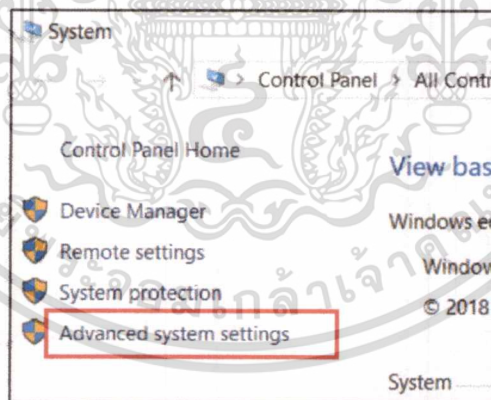 System
↑ > Control Panel > All Contr
Control Panel Home
View bas
Device Manager
Windows e
Remote settings
Window
System protection
© 2018
Advanced system settings
System